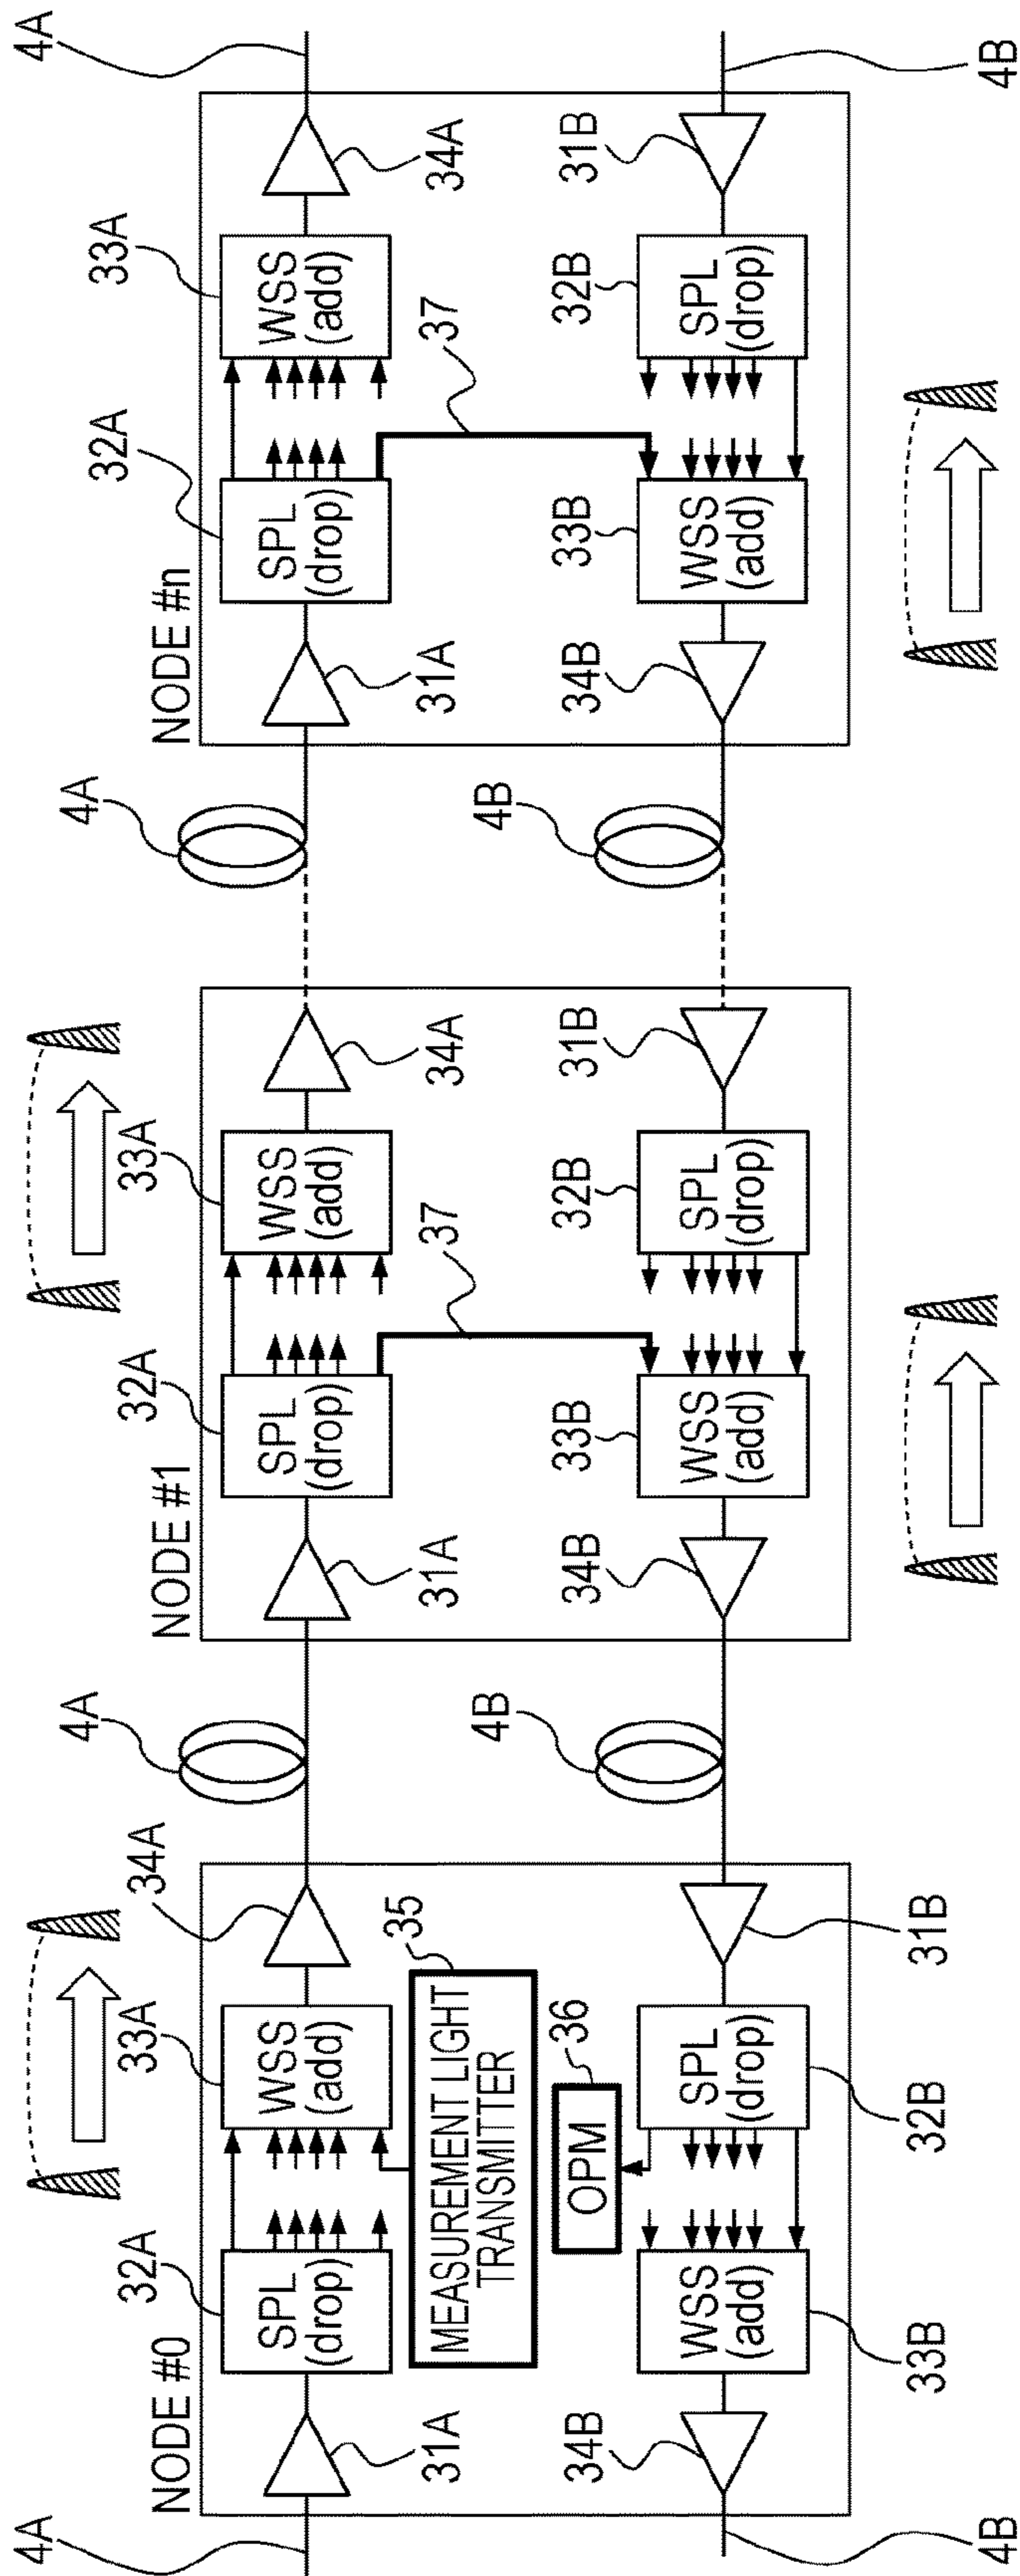 4A
NODE #0
31A
32A
SPL
(drop)
33A
WSS
(add)
34A
MEASUREMENT LIGHT
TRANSMITTER
35
OPM
36
34B
WSS
(add)
33B
SPL
(drop)
32B
31B
4B
4A
4B
NODE #1
31A
32A
SPL
(drop)
33A
WSS
(add)
34A
37
34B
33B
WSS
(add)
32B
SPL
(drop)
31B
4A
4B
NODE #n
31A
32A
SPL
(drop)
33A
WSS
(add)
34A
37
34B
33B
WSS
(add)
32B
SPL
(drop)
31B
4A
4B